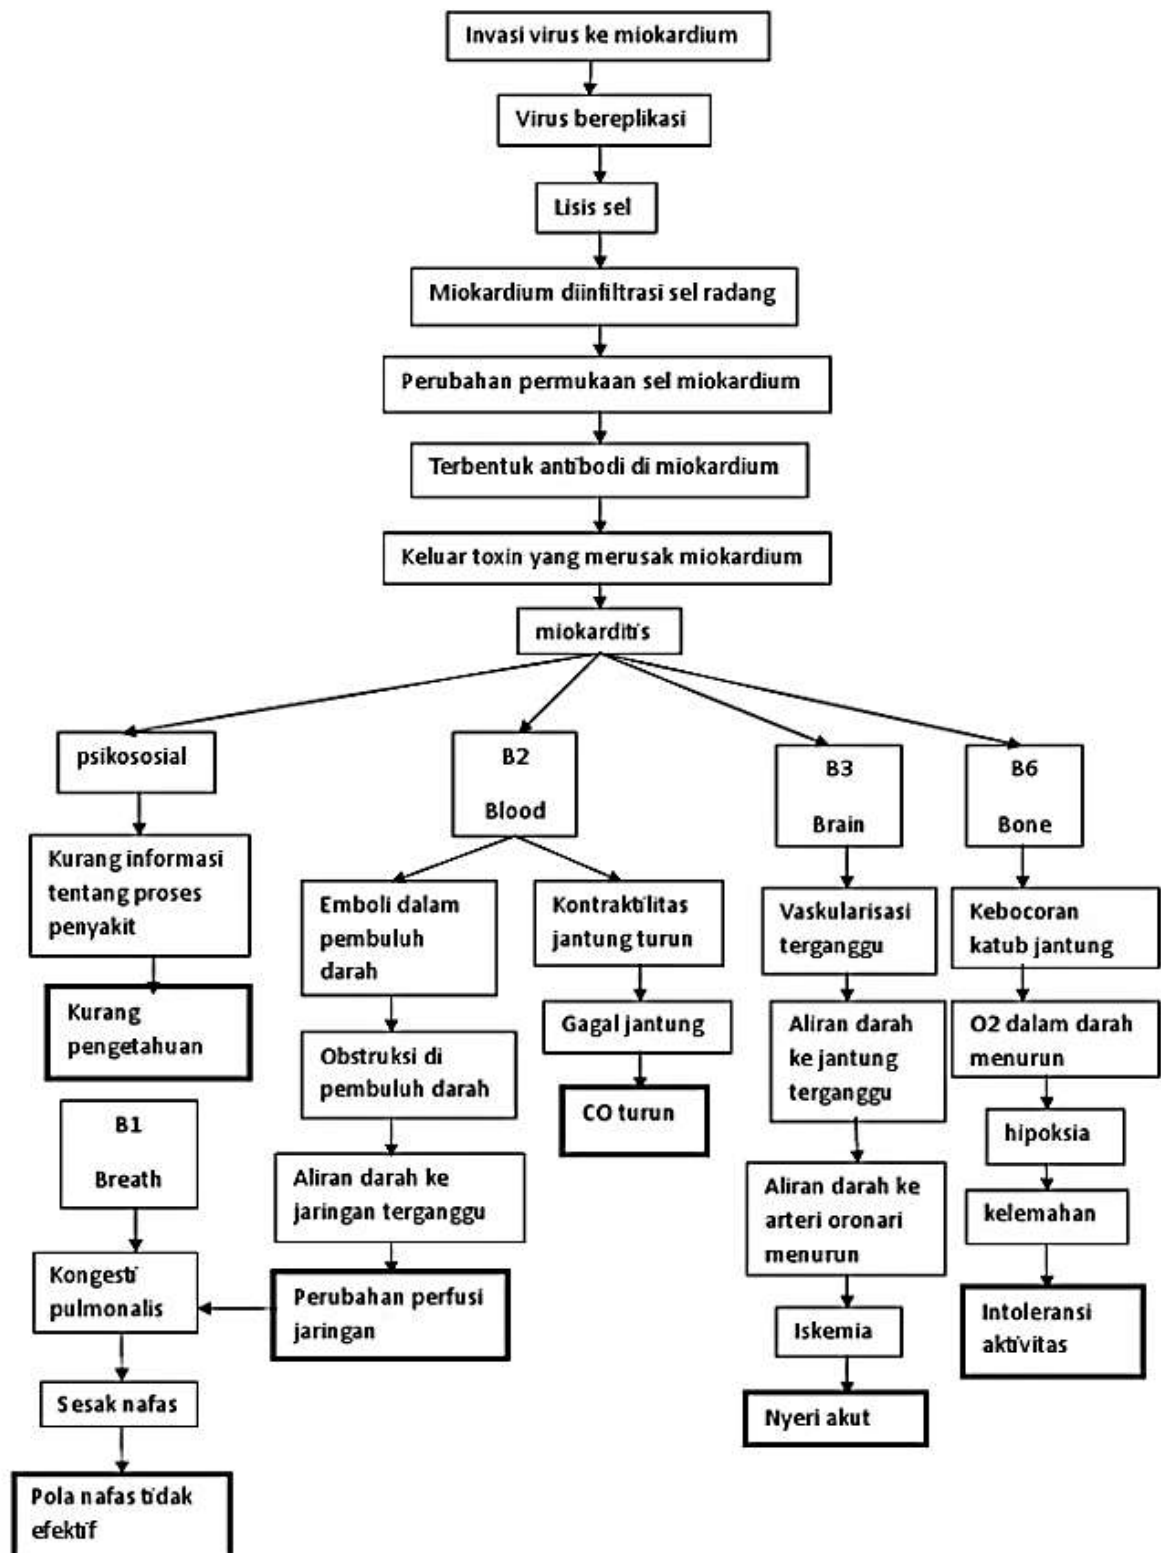 Invasi virus ke miokardium
Virus bereplikasi
Lisis sel
Miokardium diinfiltrasi sel radang
Perubahan permukaan sel miokardium
Terbentuk antibodi di miokardium
Keluar toxin yang merusak miokardium
miokarditis
psikososial
Kurang informasi
tentang proses
penyakit
Kurang
pengetahuan
B1
Breath
Kongesti
pulmonalis
Sesak nafas
Pola nafas tidak
efektif
B2
Blood
Emboli dalam
pembuluh
darah
Obstruksi di
pembuluh darah
Aliran darah ke
jaringan terganggu
Perubahan perfusi
jaringan
Kontraktilitas
jantung turun
Gagal jantung
CO turun
B3
Brain
Vaskularisasi
terganggu
Aliran darah
ke jantung
terganggu
Aliran darah ke
arteri oronari
menurun
Iskemia
Nyeri akut
B6
Bone
Kebocoran
katub jantung
O2 dalam darah
menurun
hipoksia
kelemahan
Intoleransi
aktivitas